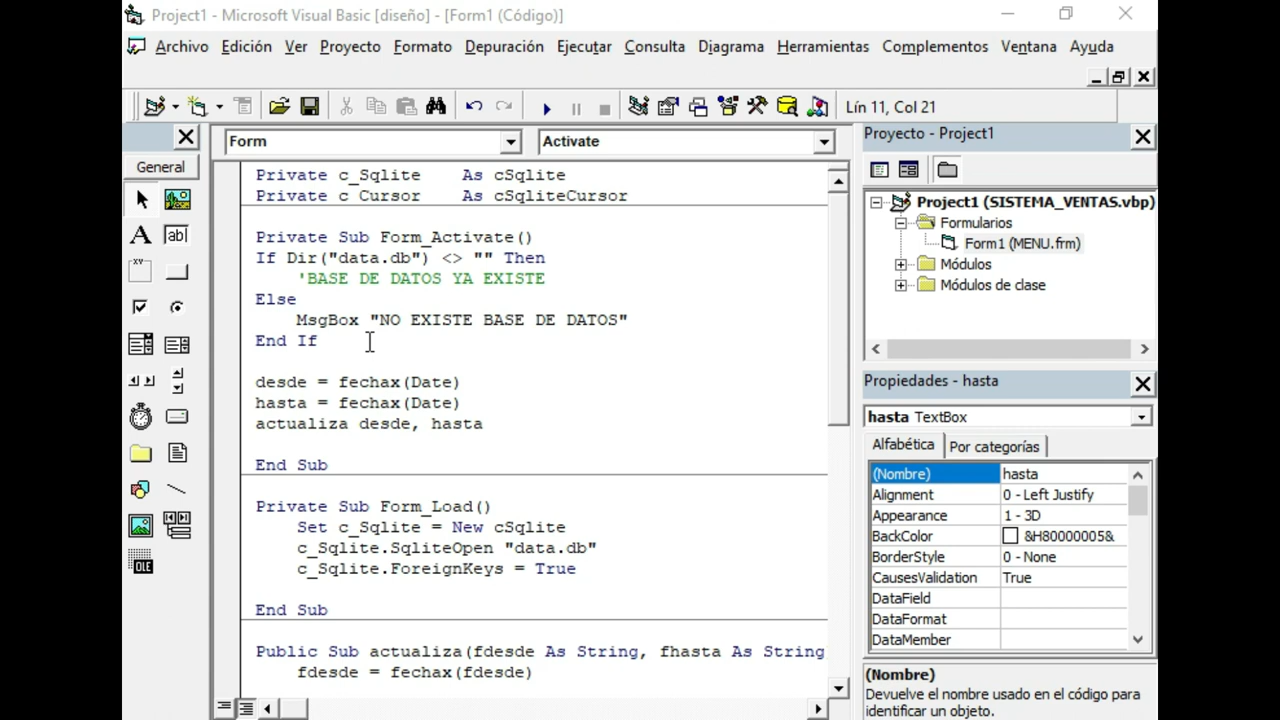 Project1 - Microsoft Visual Basic [diseño] - [Form1 (Código)]
Archivo Edición Ver Proyecto Formato Depuración Ejecutar Consulta Diagrama Herramientas Complementos Ventana Ayuda
Lín 11, Col 21
General
Form
Activate
Private c_Sqlite As cSqlite
Private c_Cursor As cSqliteCursor
Private Sub Form_Activate()
If Dir("data.db") <> "" Then
'BASE DE DATOS YA EXISTE
Else
MsgBox "NO EXISTE BASE DE DATOS"
End If
desde = fechax(Date)
hasta = fechax(Date)
actualiza desde, hasta
End Sub
Private Sub Form_Load()
Set c_Sqlite = New cSqlite
c_Sqlite.SqliteOpen "data.db"
c_Sqlite.ForeignKeys = True
End Sub
Public Sub actualiza(fdesde As String, fhasta As String
fdesde = fechax(fdesde)
Proyecto - Project1
Project1 (SISTEMA_VENTAS.vbp)
Formularios
Form1 (MENU.frm)
Módulos
Módulos de clase
Propiedades - hasta
hasta TextBox
Alfabética Por categorías
(Nombre) hasta
Alignment 0 - Left Justify
Appearance 1 - 3D
BackColor &H80000005&
BorderStyle 0 - None
CausesValidation True
DataField
DataFormat
DataMember
(Nombre)
Devuelve el nombre usado en el código para
identificar un objeto.